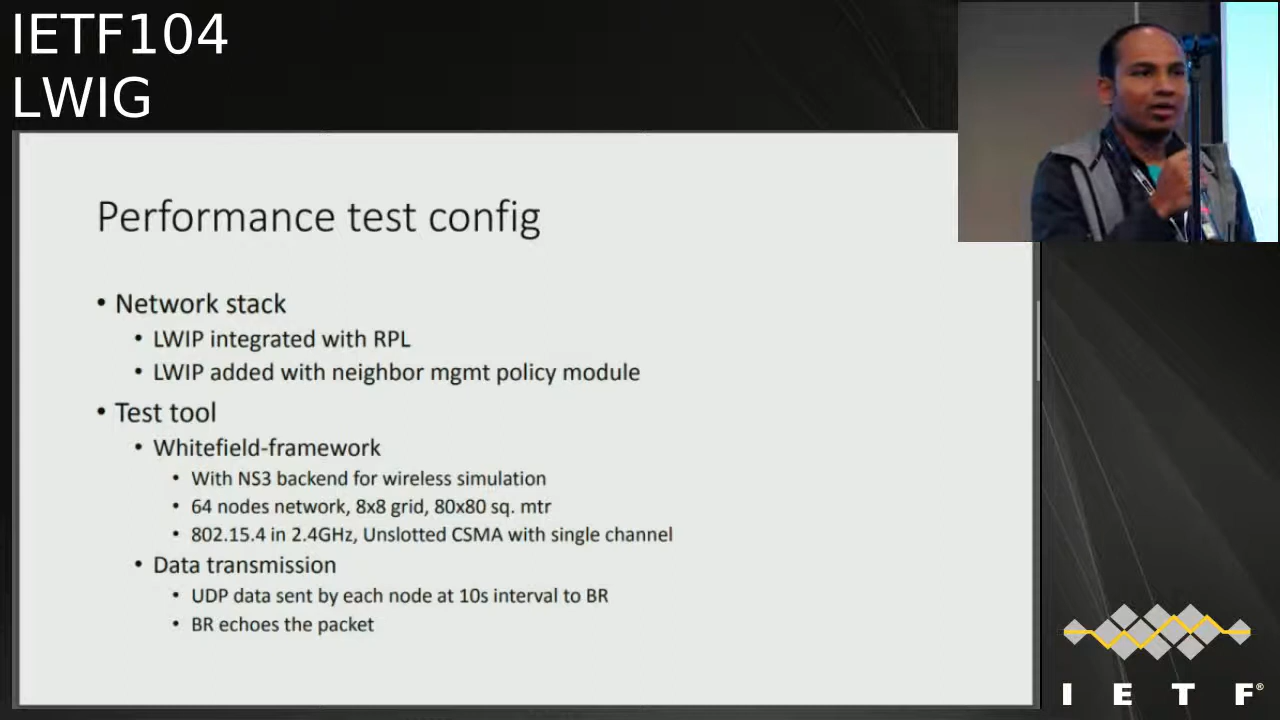 IETF104
LWIG
Performance test config
• Network stack
• LWIP integrated with RPL
• LWIP added with neighbor mgmt policy module
• Test tool
• Whitefield-framework
• With NS3 backend for wireless simulation
• 64 nodes network, 8x8 grid, 80x80 sq. mtr
• 802.15.4 in 2.4GHz, Unslotted CSMA with single channel
• Data transmission
• UDP data sent by each node at 10s interval to BR
• BR echoes the packet
I E T F®